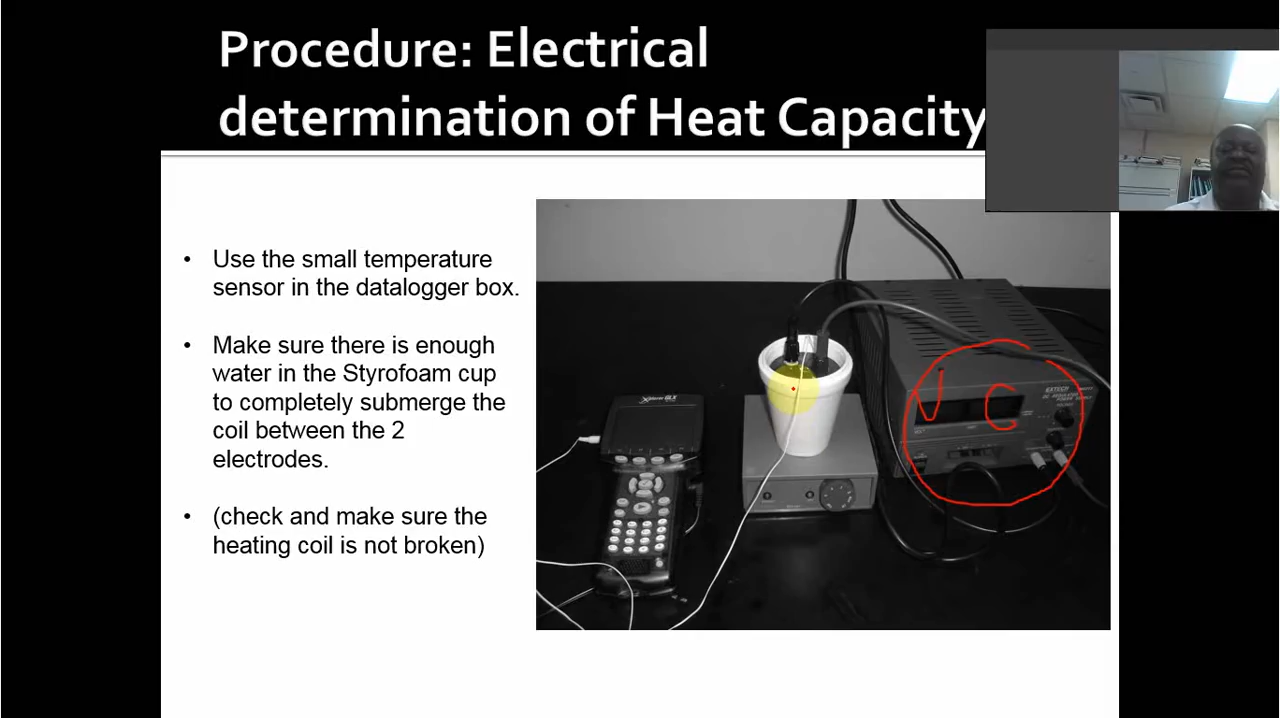 Procedure: Electrical
determination of Heat Capacity
• Use the small temperature
sensor in the datalogger box.
• Make sure there is enough
water in the Styrofoam cup
to completely submerge the
coil between the 2
electrodes.
• (check and make sure the
heating coil is not broken)
Xplorer GLX
V C
EXTECH